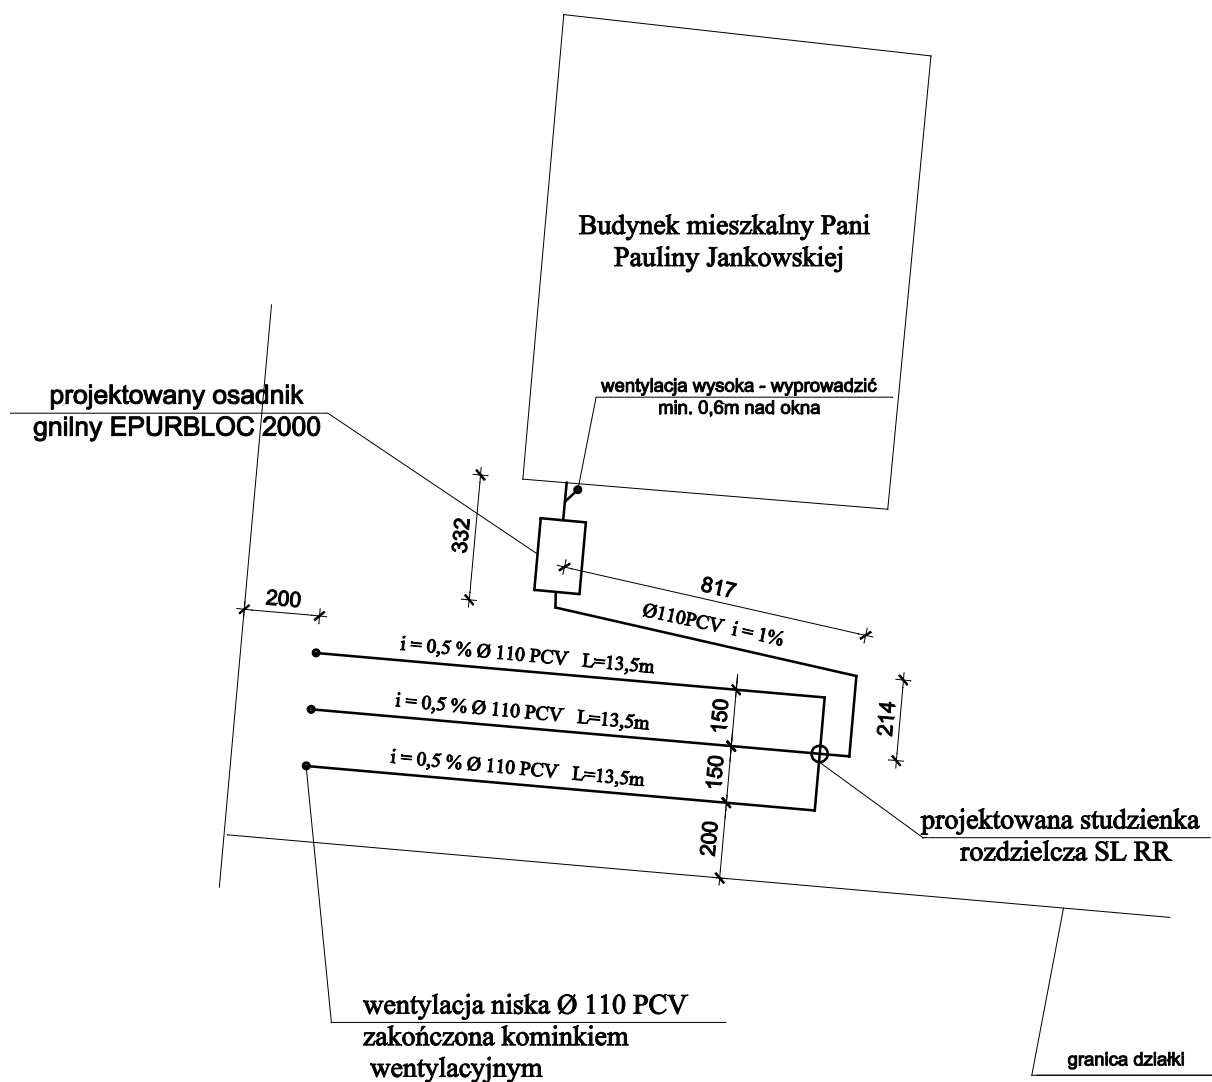 Budynek mieszkalny Pani
Pauliny Jankowskiej
projektowany osadnik
gnilny EPURBLOC 2000
wentylacja wysoka - wyprowadzić
min. 0,6m nad okna
332
817
200
Ø110PCV i = 1%
i = 0,5 % Ø 110 PCV L=13,5m
150
214
i = 0,5 % Ø 110 PCV L=13,5m
150
i = 0,5 % Ø 110 PCV L=13,5m
200
projektowana studzienka
rozdzielcza SL RR
wentylacja niska Ø 110 PCV
zakończona kominkiem
wentylacyjnym
granica działki